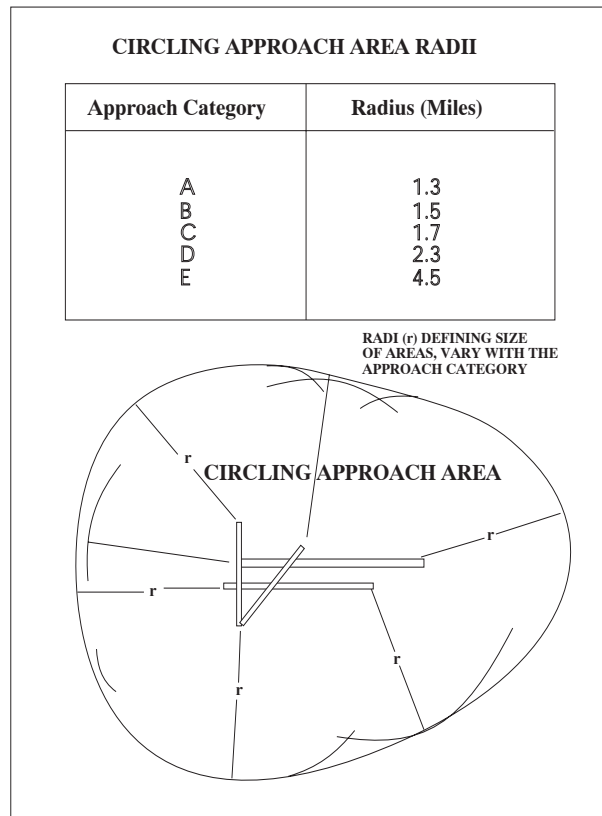 CIRCLING APPROACH AREA RADII
Approach Category Radius (Miles)
A 1.3
B 1.5
C 1.7
D 2.3
E 4.5
RADI (r) DEFINING SIZE
OF AREAS, VARY WITH THE
APPROACH CATEGORY
r
CIRCLING APPROACH AREA
r
r
r
r